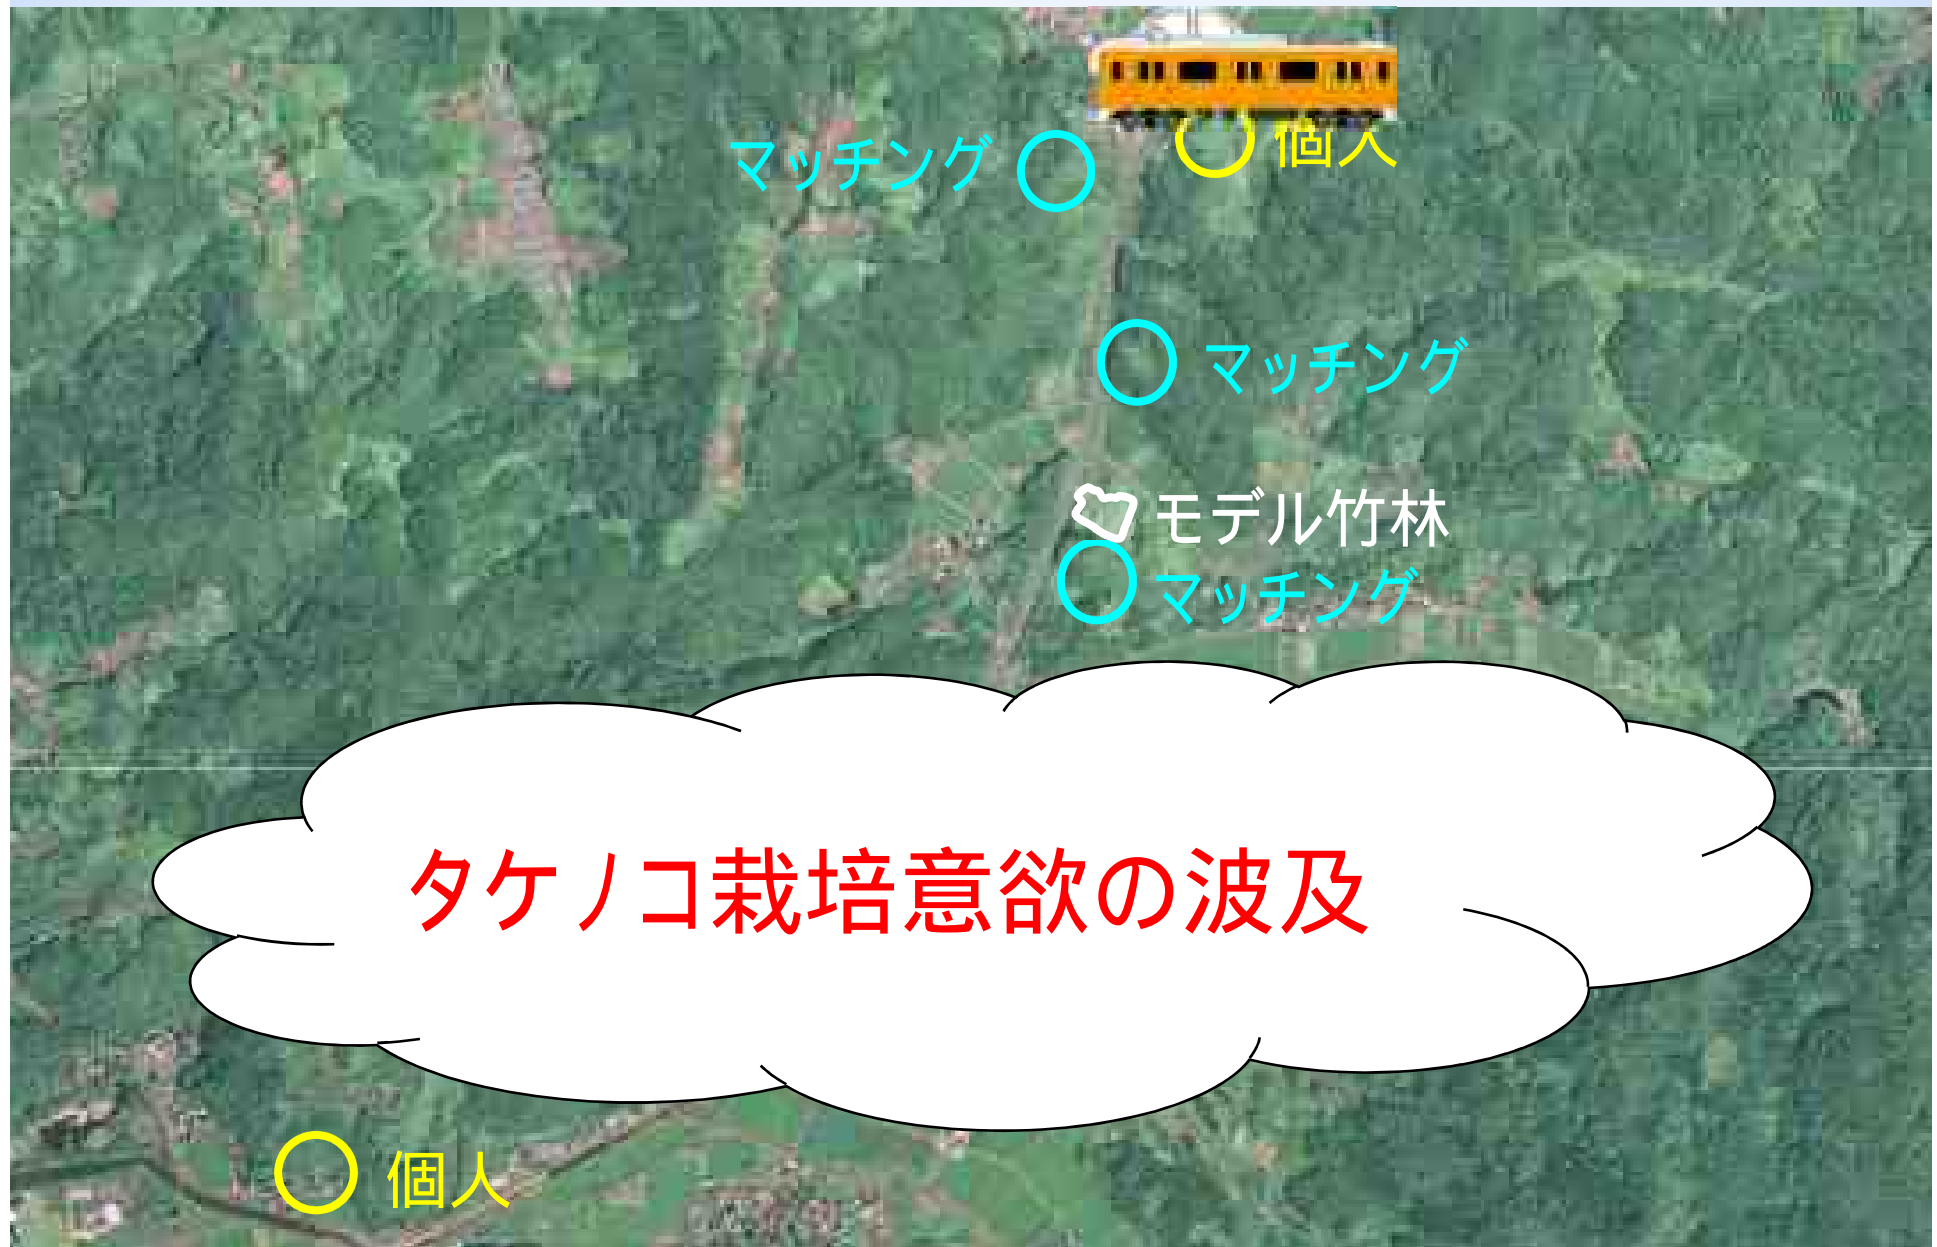 個人
マッチング
マッチング
モデル竹林
マッチング
タケノコ栽培意欲の波及
個人